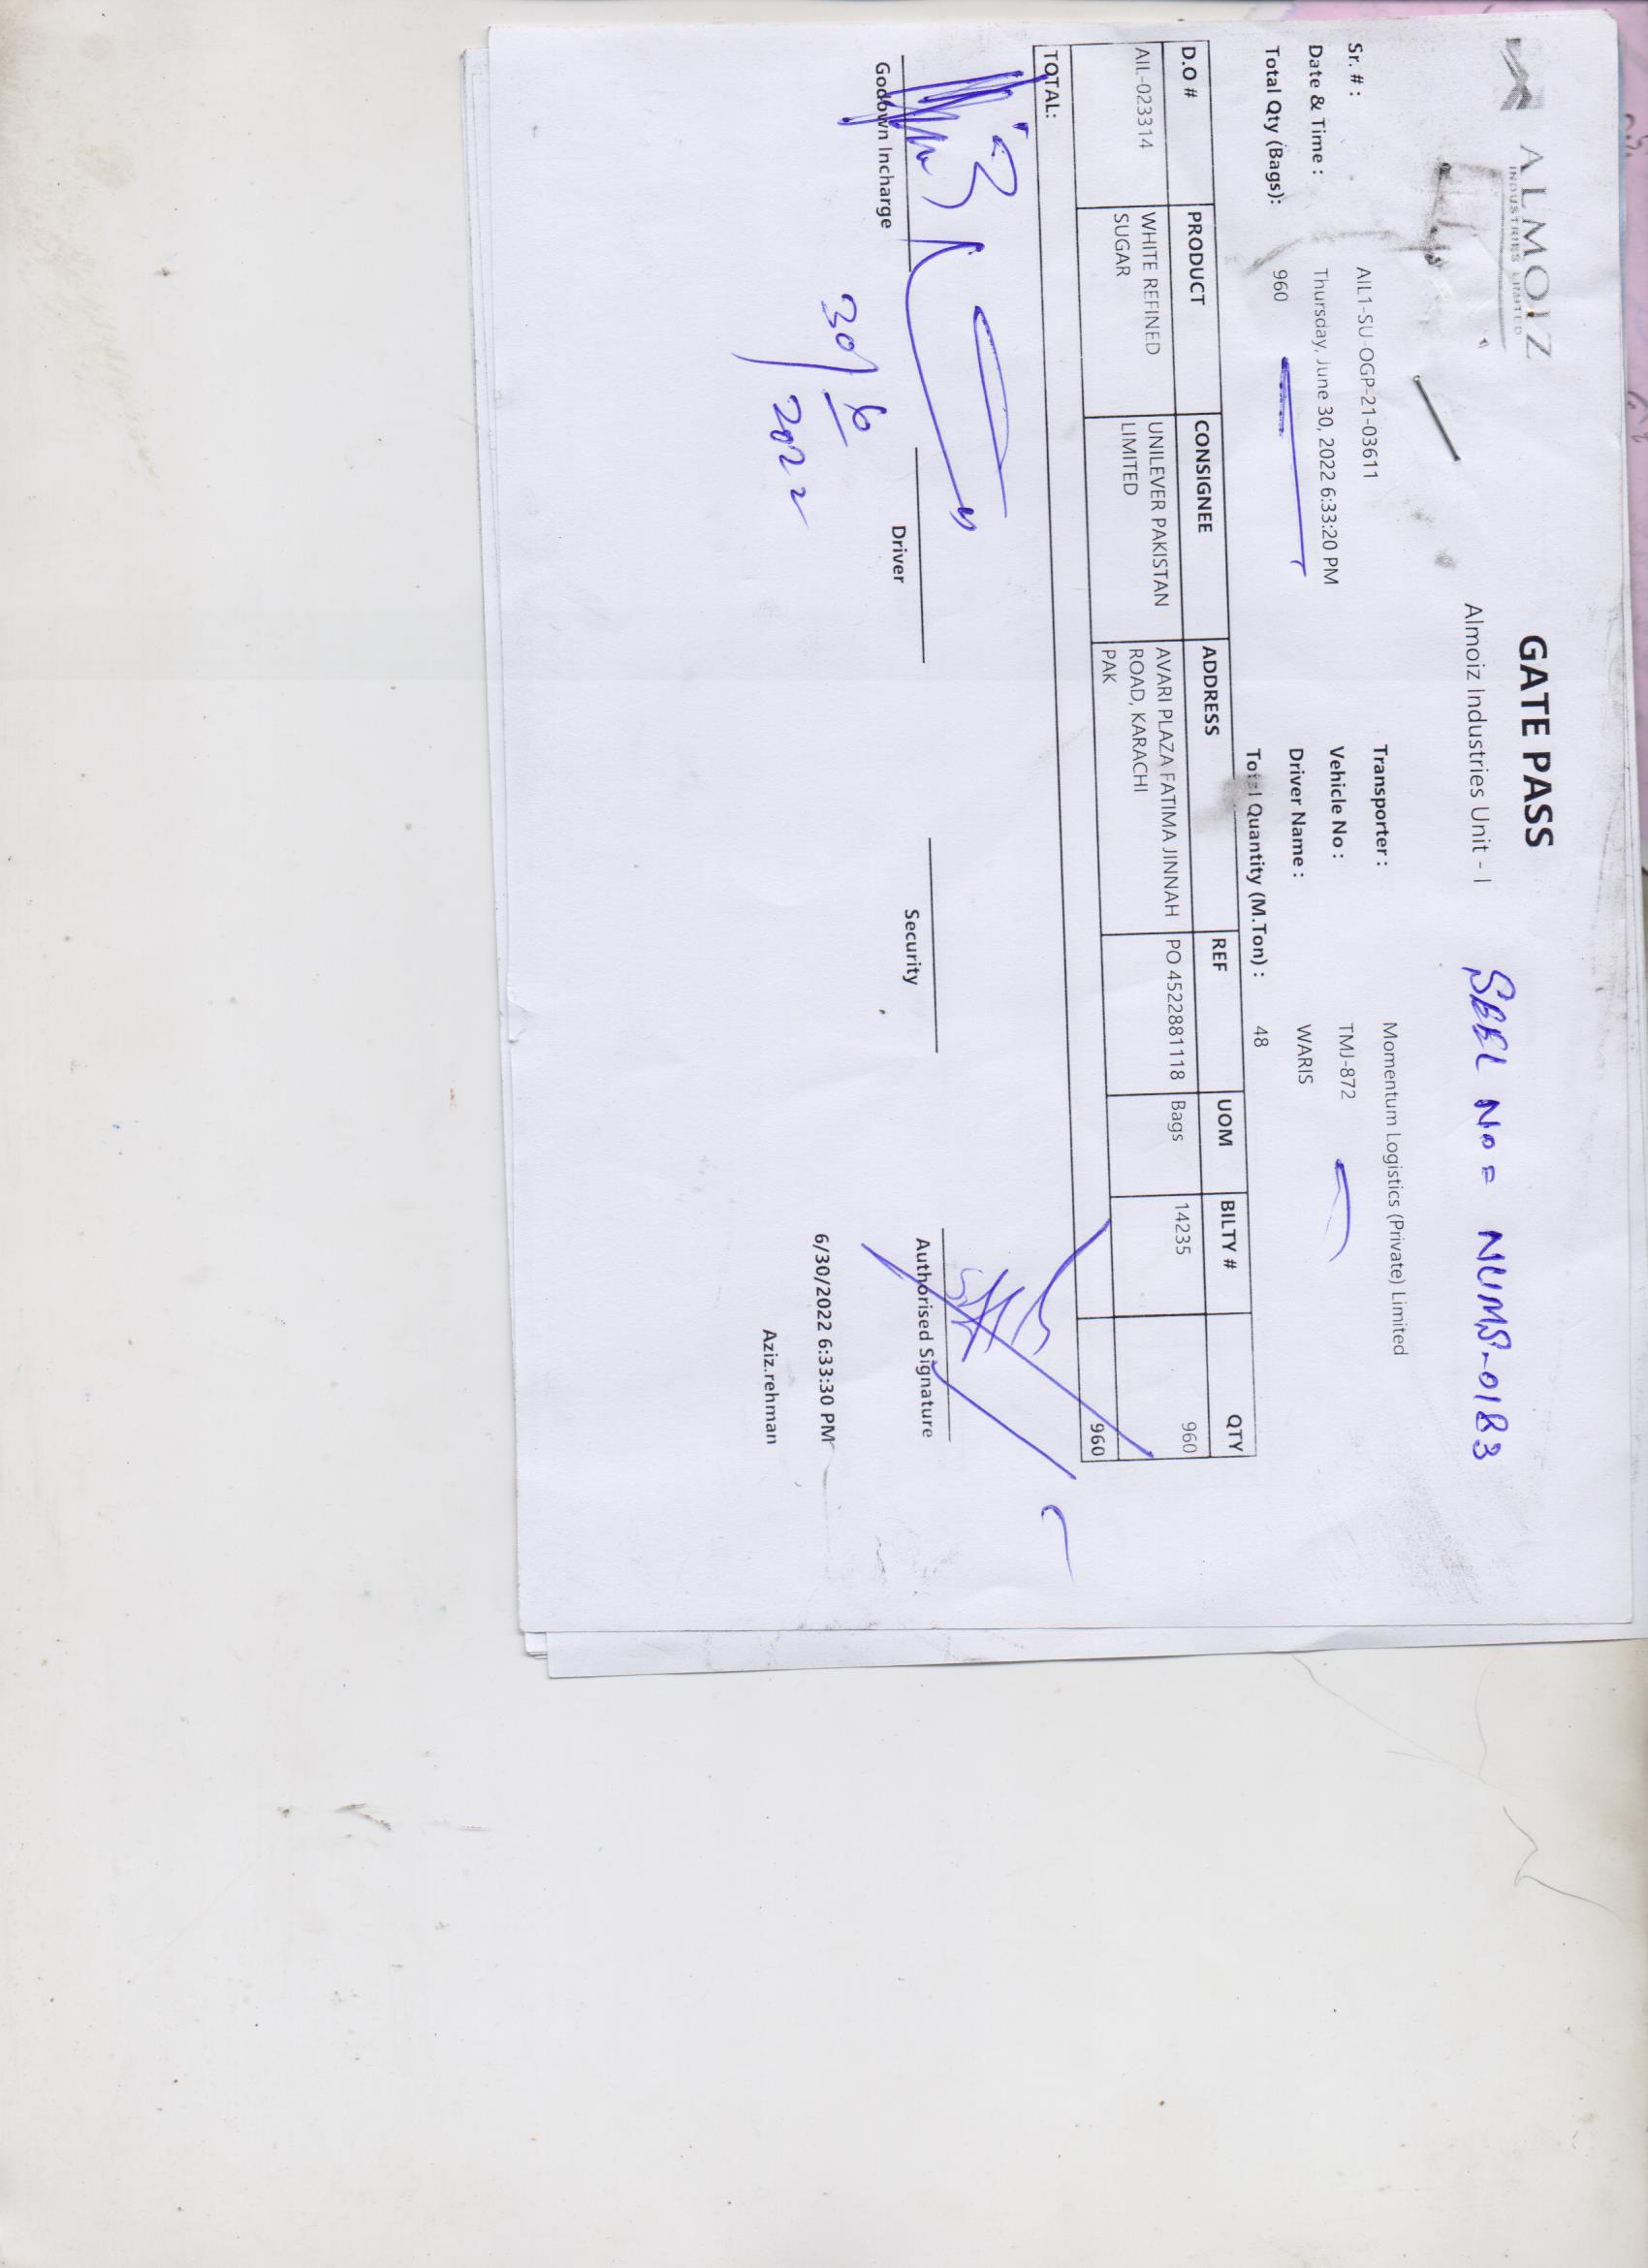 ALMOIZ
INDUSTRIES LIMITED
GATE PASS
Almoiz Industries Unit - I
SEEL NO =
Sr. # : AIL1-SU-OGP-21-03611 Transporter : Momentum Logistics (Private) Limited
Date & Time : Thursday, June 30, 2022 6:33:20 PM Vehicle No : TMJ-872
Driver Name : WARIS
Total Qty (Bags): 960 Total Quantity (M.Ton) : 48
D.O # PRODUCT CONSIGNEE ADDRESS REF UOM BILTY # QTY
AIL-023314 WHITE REFINED UNILEVER PAKISTAN AVARI PLAZA FATIMA JINNAH PO 4522881118 Bags 14235 960
SUGAR LIMITED ROAD, KARACHI
PAK
TOTAL: 960
Godown Incharge Driver Security Authorised Signature
30/6
2022
6/30/2022 6:33:30 PM
Aziz.rehman